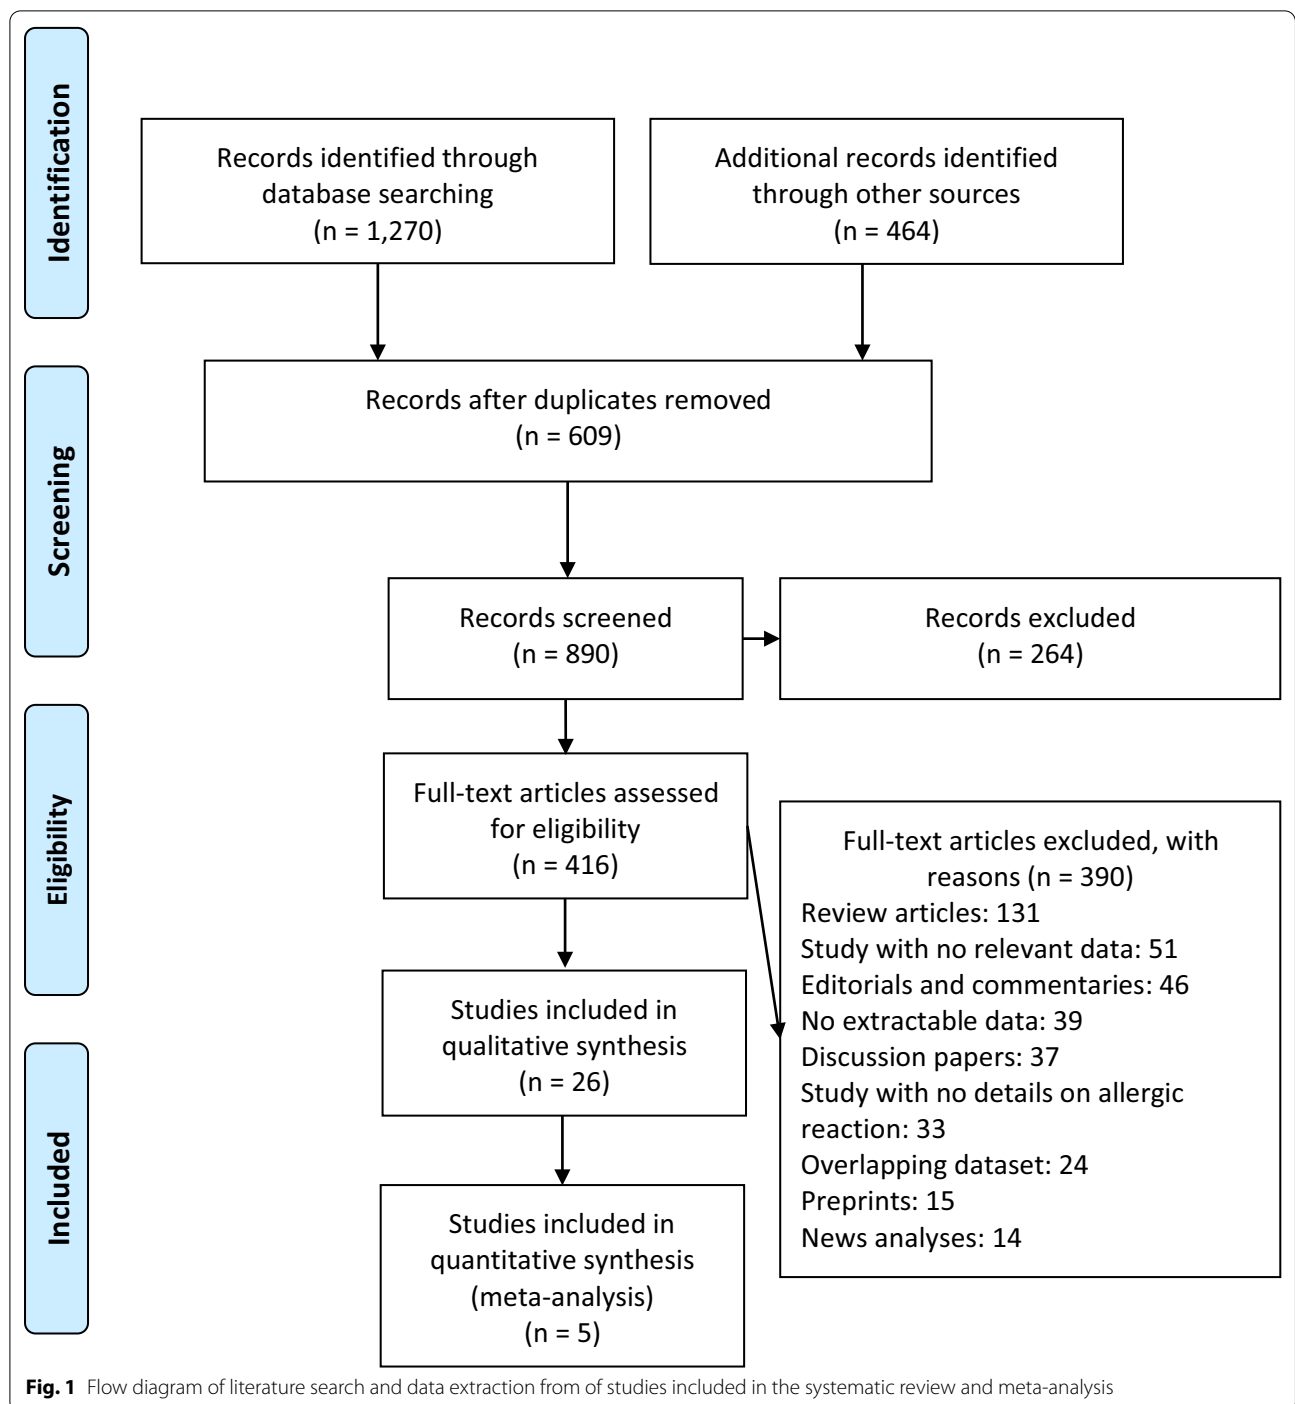 Identification
Records identified through
database searching
(n = 1,270)
Additional records identified
through other sources
(n = 464)
Screening
Records after duplicates removed
(n = 609)
Records screened
(n = 890)
Records excluded
(n = 264)
Eligibility
Full-text articles assessed
for eligibility
(n = 416)
Full-text articles excluded, with
reasons (n = 390)
Review articles: 131
Study with no relevant data: 51
Editorials and commentaries: 46
No extractable data: 39
Discussion papers: 37
Study with no details on allergic
reaction: 33
Overlapping dataset: 24
Preprints: 15
News analyses: 14
Studies included in
qualitative synthesis
(n = 26)
Included
Studies included in
quantitative synthesis
(meta-analysis)
(n = 5)
Fig. 1 Flow diagram of literature search and data extraction from of studies included in the systematic review and meta-analysis